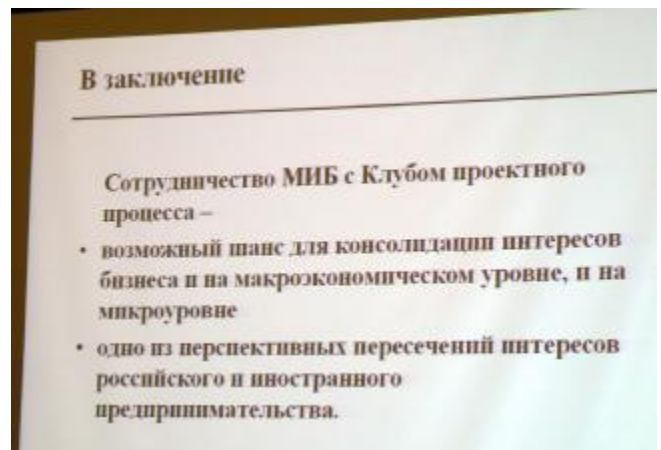 В заключение
Сотрудничество МИБ с Клубом проектного
процесса –
• возможный шанс для консолидации интересов
бизнеса и на макроэкономическом уровне, и на
микроуровне
• одно из перспективных пересечений интересов
российского и иностранного
предпринимательства.